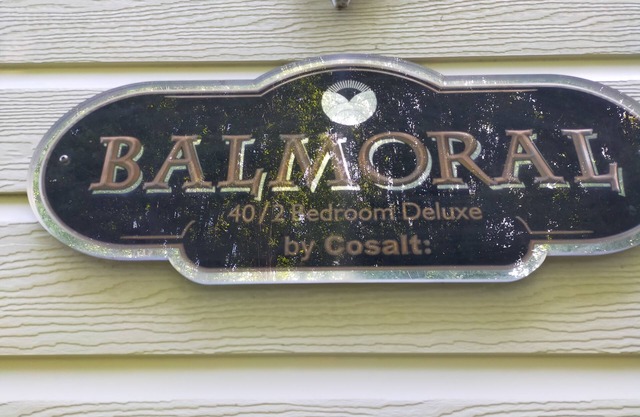 BALMORAL
40/2 Bedroom Deluxe
by Cosalt: